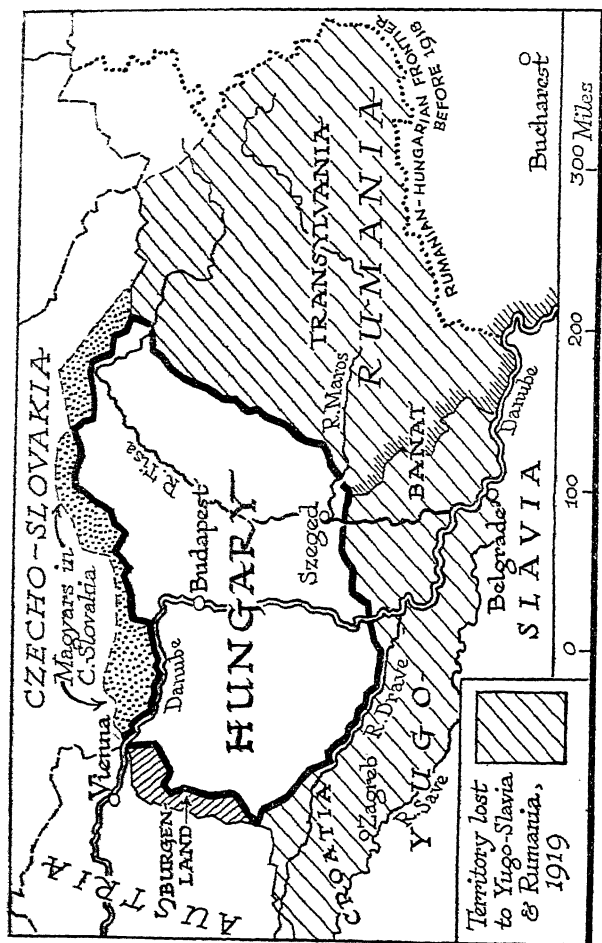 CZECHO-SLOVAKIA
Magyars in
C. Slovakia
Vienna
AUSTRIA
BURGEN
LAND
Danube
Budapest
HUNGARY
R. Tisa
Szeged
R. Maros
TRANSYLVANIA
RUMANIA
RUMANIAN-HUNGARIAN FRONTIER
BEFORE 1918
Bucharest
BANAT
Danube
Belgrade
YUGO-
SLAVIA
R. Drave
CROATIA
Zagreb
R. Save
Territory lost
to Yugo-Slavia
& Rumania,
1919
0 100 200 300 Miles